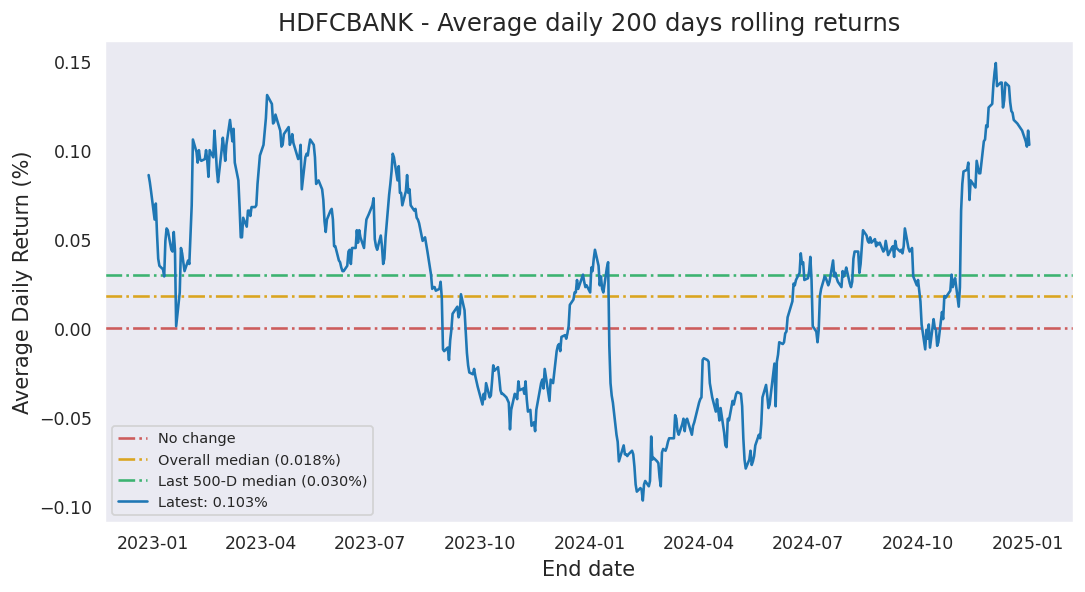 HDFCBANK - Average daily 200 days rolling returns
Average Daily Return (%)
0.15
0.10
0.05
0.00
−0.05
−0.10
No change
Overall median (0.018%)
Last 500-D median (0.030%)
Latest: 0.103%
2023-01 2023-04 2023-07 2023-10 2024-01 2024-04 2024-07 2024-10 2025-01
End date